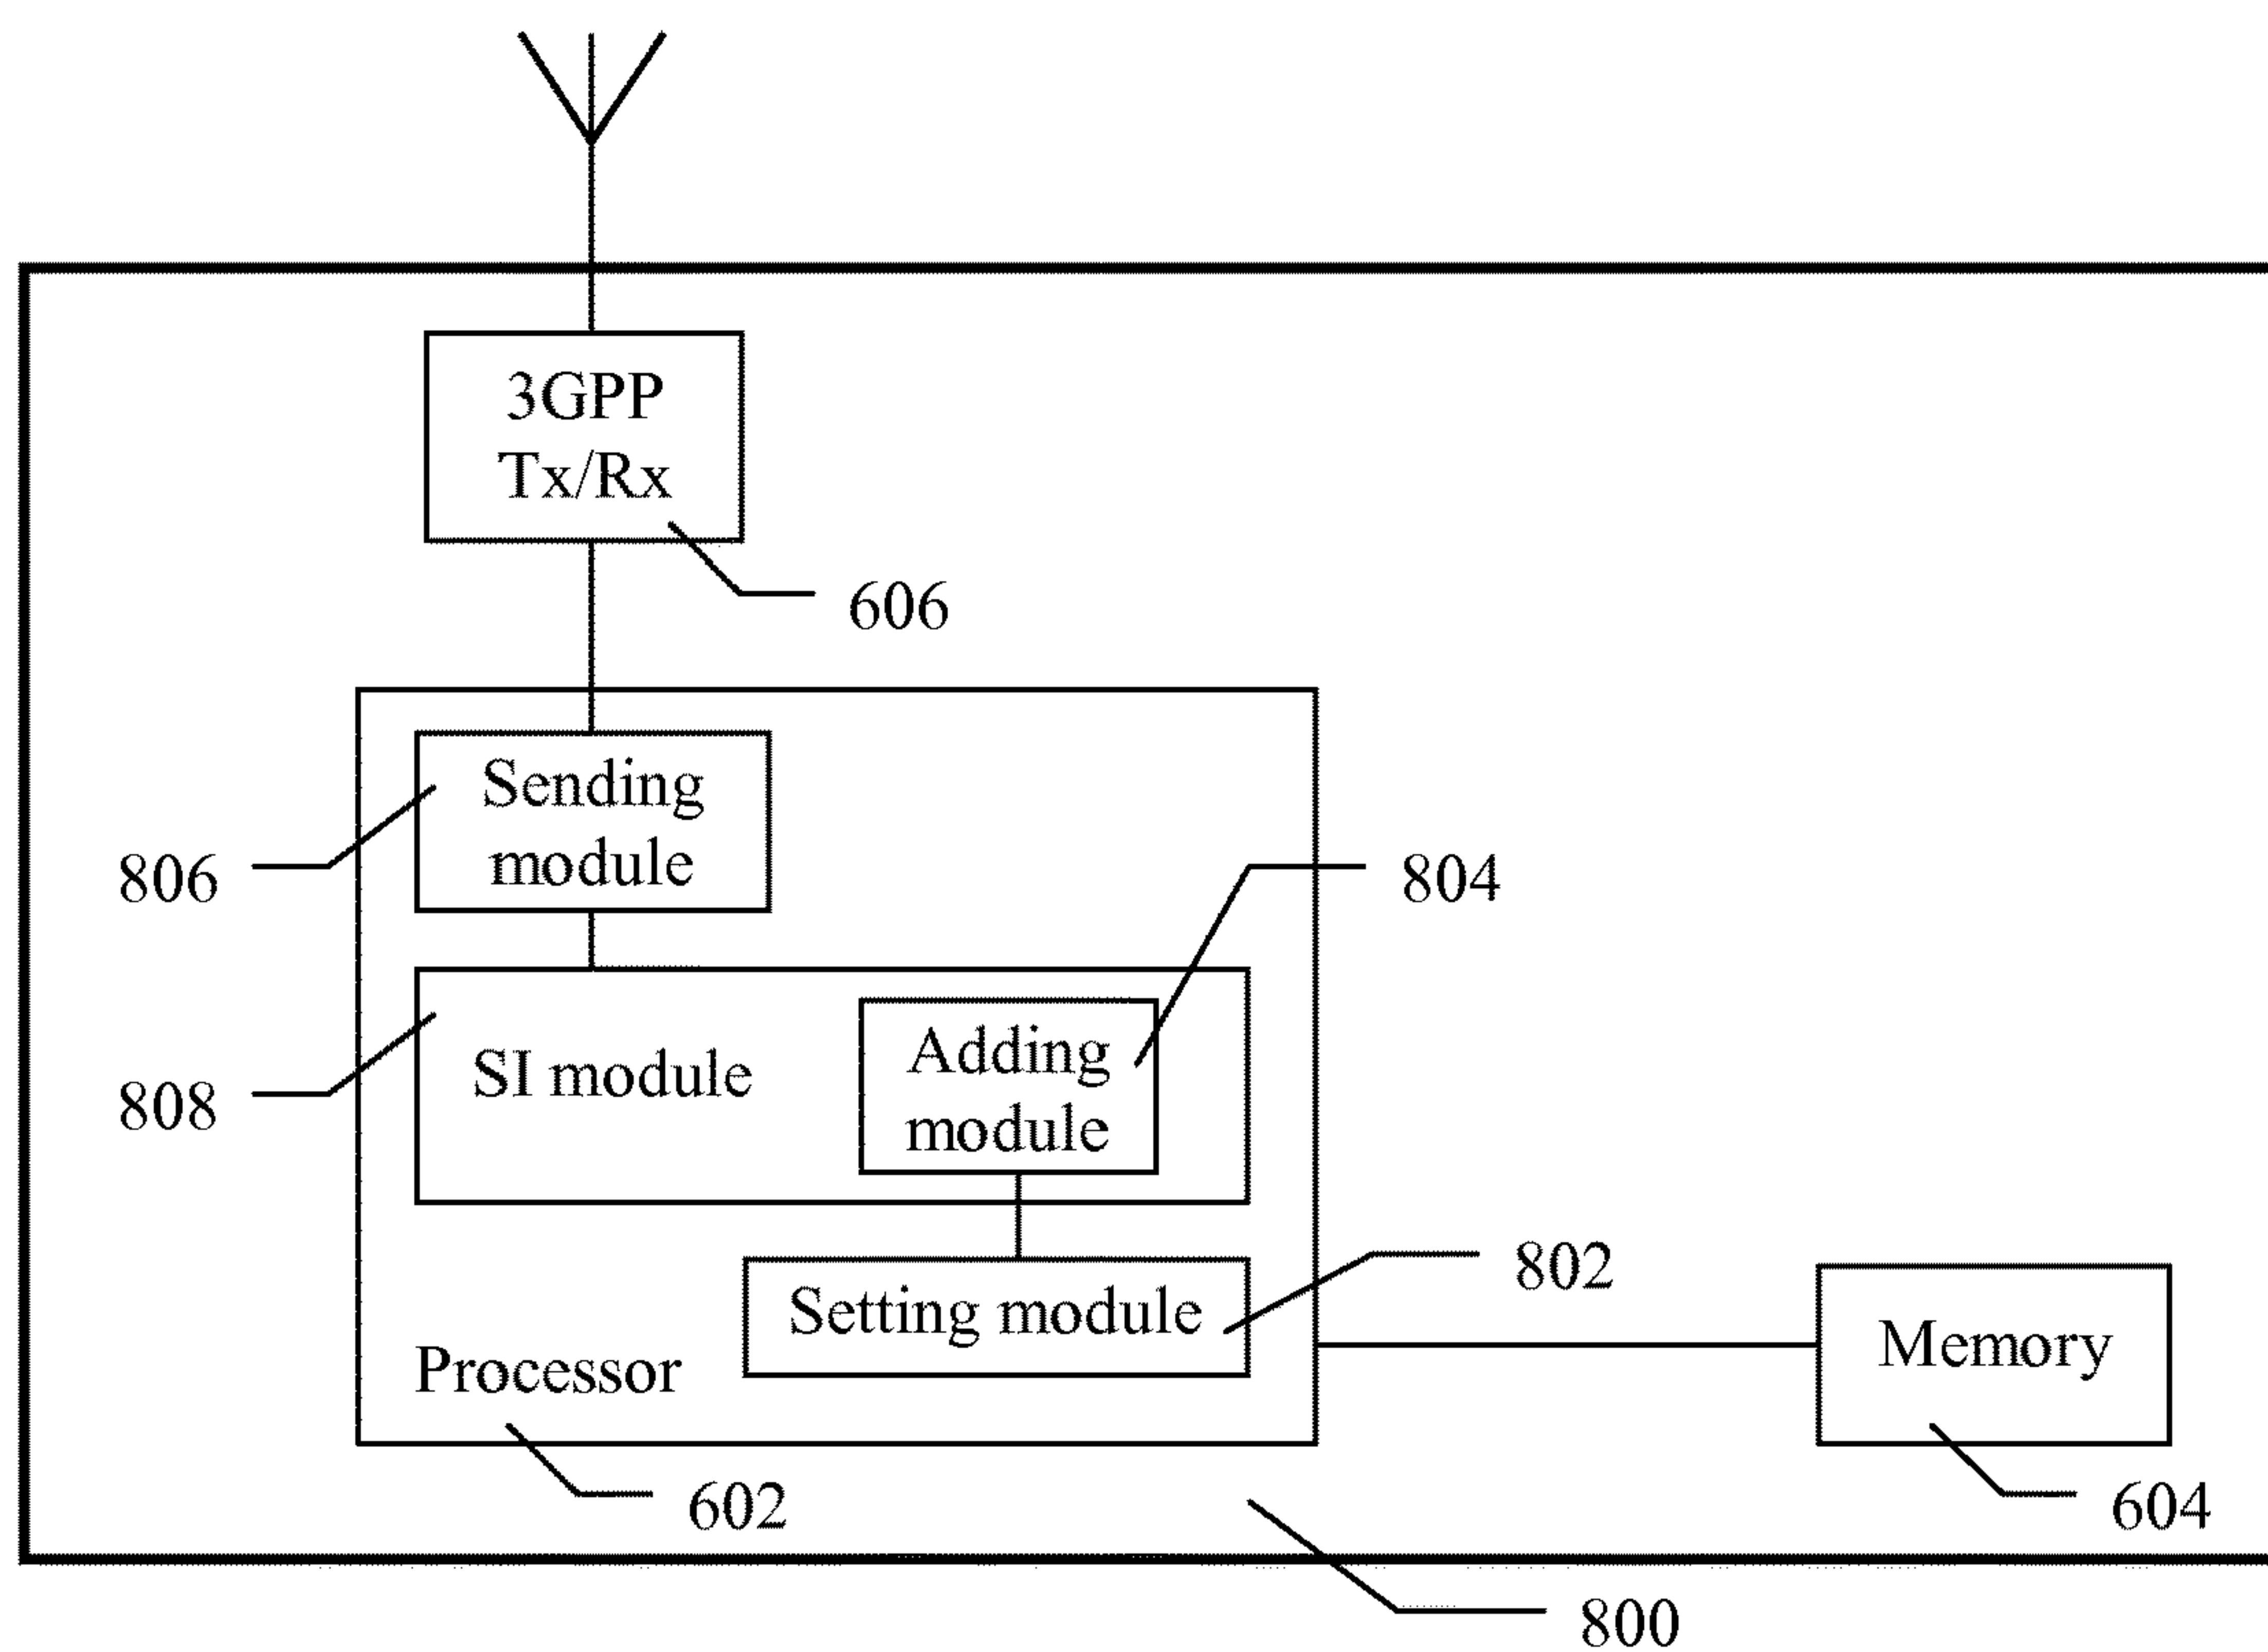 3GPP
Tx/Rx
606
Sending
module
806
804
SI module
Adding
module
808
802
Setting module
Memory
Processor
602
604
800